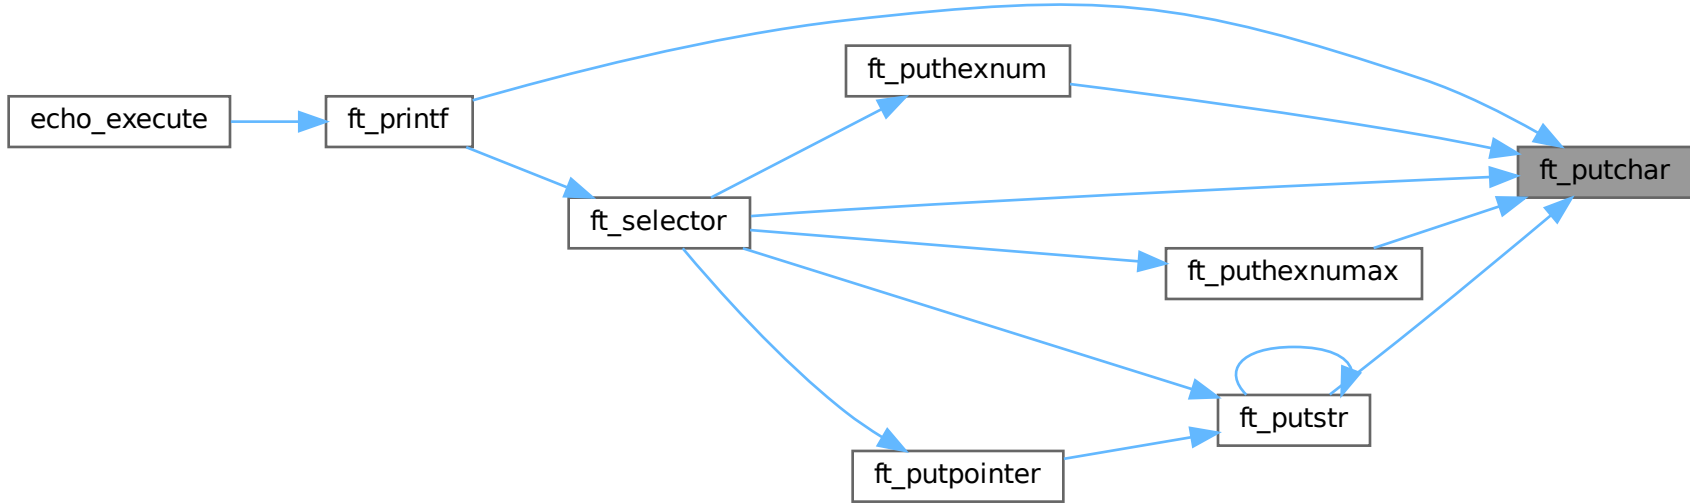 echo_execute
ft_printf
ft_selector
ft_puthexnum
ft_putchar
ft_puthexnumax
ft_putstr
ft_putpointer